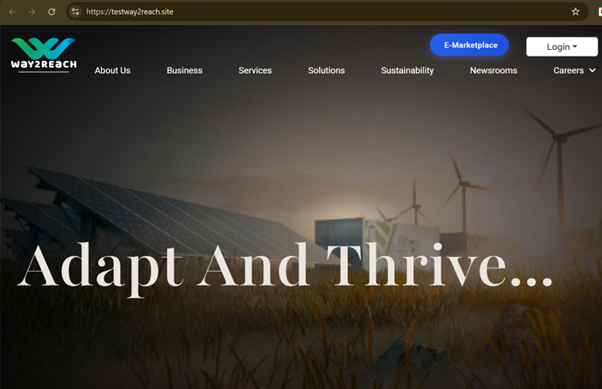 https://testway2reach.site
E-Marketplace
Login
WAY2REACH
About Us
Business
Services
Solutions
Sustainability
Newsrooms
Careers
Adapt And Thrive...